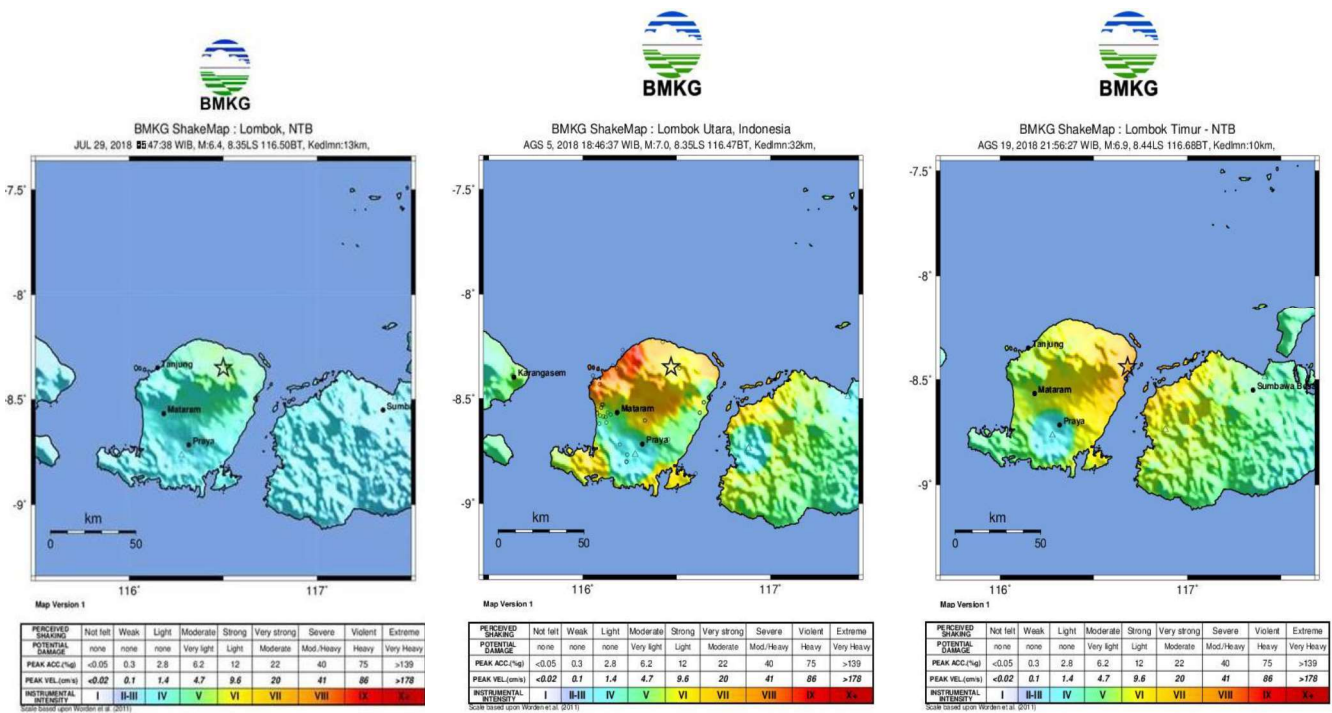 BMKG
BMKG ShakeMap : Lombok, NTB
JUL 29, 2018 05:47:38 WIB, M:6.4, 8.35LS 116.50BT, Kedlmn:13km,
-7.5°
-8°
-8.5°
-9°
Tanjung
Mataram
Praya
km
0 50
116° 117°
Map Version 1
PERCEIVED SHAKING Not felt Weak Light Moderate Strong Very strong Severe Violent Extreme
POTENTIAL DAMAGE none none none Very light Light Moderate Mod./Heavy Heavy Very Heavy
PEAK ACC.(%g) <0.05 0.3 2.8 6.2 12 22 40 75 >139
PEAK VEL.(cm/s) <0.02 0.1 1.4 4.7 9.6 20 41 86 >178
INSTRUMENTAL INTENSITY I II-III IV V VI VII VIII IX X+
Scale based upon Worden et al. (2011)
BMKG
BMKG ShakeMap : Lombok Utara, Indonesia
AGS 5, 2018 18:46:37 WIB, M:7.0, 8.35LS 116.47BT, Kedlmn:32km,
-7.5°
-8°
-8.5°
-9°
Karangasem
Mataram
Praya
km
0 50
116° 117°
Map Version 1
PERCEIVED SHAKING Not felt Weak Light Moderate Strong Very strong Severe Violent Extreme
POTENTIAL DAMAGE none none none Very light Light Moderate Mod./Heavy Heavy Very Heavy
PEAK ACC.(%g) <0.05 0.3 2.8 6.2 12 22 40 75 >139
PEAK VEL.(cm/s) <0.02 0.1 1.4 4.7 9.6 20 41 86 >178
INSTRUMENTAL INTENSITY I II-III IV V VI VII VIII IX X+
Scale based upon Worden et al. (2011)
BMKG
BMKG ShakeMap : Lombok Timur - NTB
AGS 19, 2018 21:56:27 WIB, M:6.9, 8.44LS 116.68BT, Kedlmn:10km,
-7.5°
-8°
-8.5°
-9°
Tanjung
Mataram
Sumbawa
Praya
km
0 50
116° 117°
Map Version 1
PERCEIVED SHAKING Not felt Weak Light Moderate Strong Very strong Severe Violent Extreme
POTENTIAL DAMAGE none none none Very light Light Moderate Mod./Heavy Heavy Very Heavy
PEAK ACC.(%g) <0.05 0.3 2.8 6.2 12 22 40 75 >139
PEAK VEL.(cm/s) <0.02 0.1 1.4 4.7 9.6 20 41 86 >178
INSTRUMENTAL INTENSITY I II-III IV V VI VII VIII IX X+
Scale based upon Worden et al. (2011)